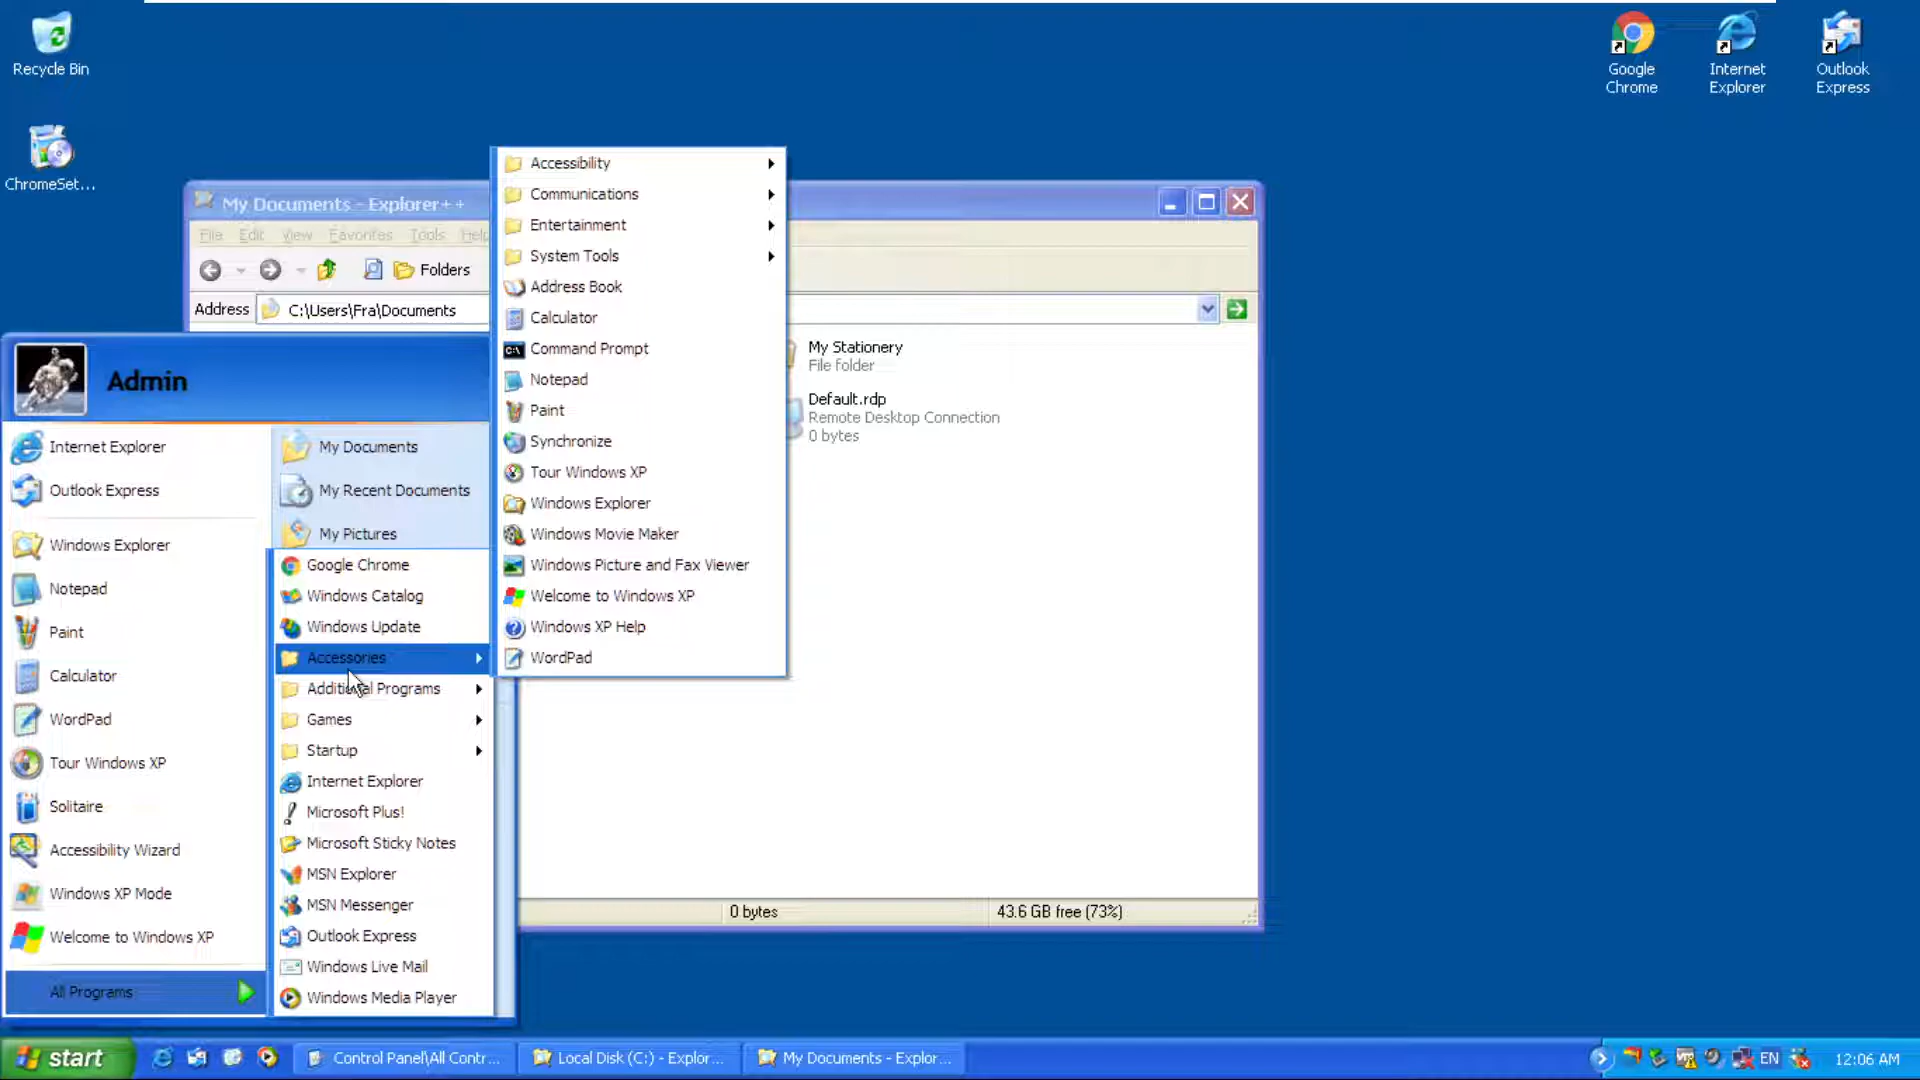 Recycle Bin
ChromeSet...
Google
Chrome
Internet
Explorer
Outlook
Express
My Documents - Explorer++
File Edit View Favorites Tools Help
Folders
Address C:\Users\Fra\Documents
My Stationery
File folder
Default.rdp
Remote Desktop Connection
0 bytes
0 bytes
43.6 GB free (73%)
Admin
Internet Explorer
Outlook Express
Windows Explorer
Notepad
Paint
Calculator
WordPad
Tour Windows XP
Solitaire
Accessibility Wizard
Windows XP Mode
Welcome to Windows XP
All Programs
My Documents
My Recent Documents
My Pictures
Google Chrome
Windows Catalog
Windows Update
Accessories
Additional Programs
Games
Startup
Internet Explorer
Microsoft Plus!
Microsoft Sticky Notes
MSN Explorer
MSN Messenger
Outlook Express
Windows Live Mail
Windows Media Player
Accessibility
Communications
Entertainment
System Tools
Address Book
Calculator
Command Prompt
Notepad
Paint
Synchronize
Tour Windows XP
Windows Explorer
Windows Movie Maker
Windows Picture and Fax Viewer
Welcome to Windows XP
Windows XP Help
WordPad
start
Control Panel\All Contr...
Local Disk (C:) - Explor...
My Documents - Explor...
EN
12:06 AM